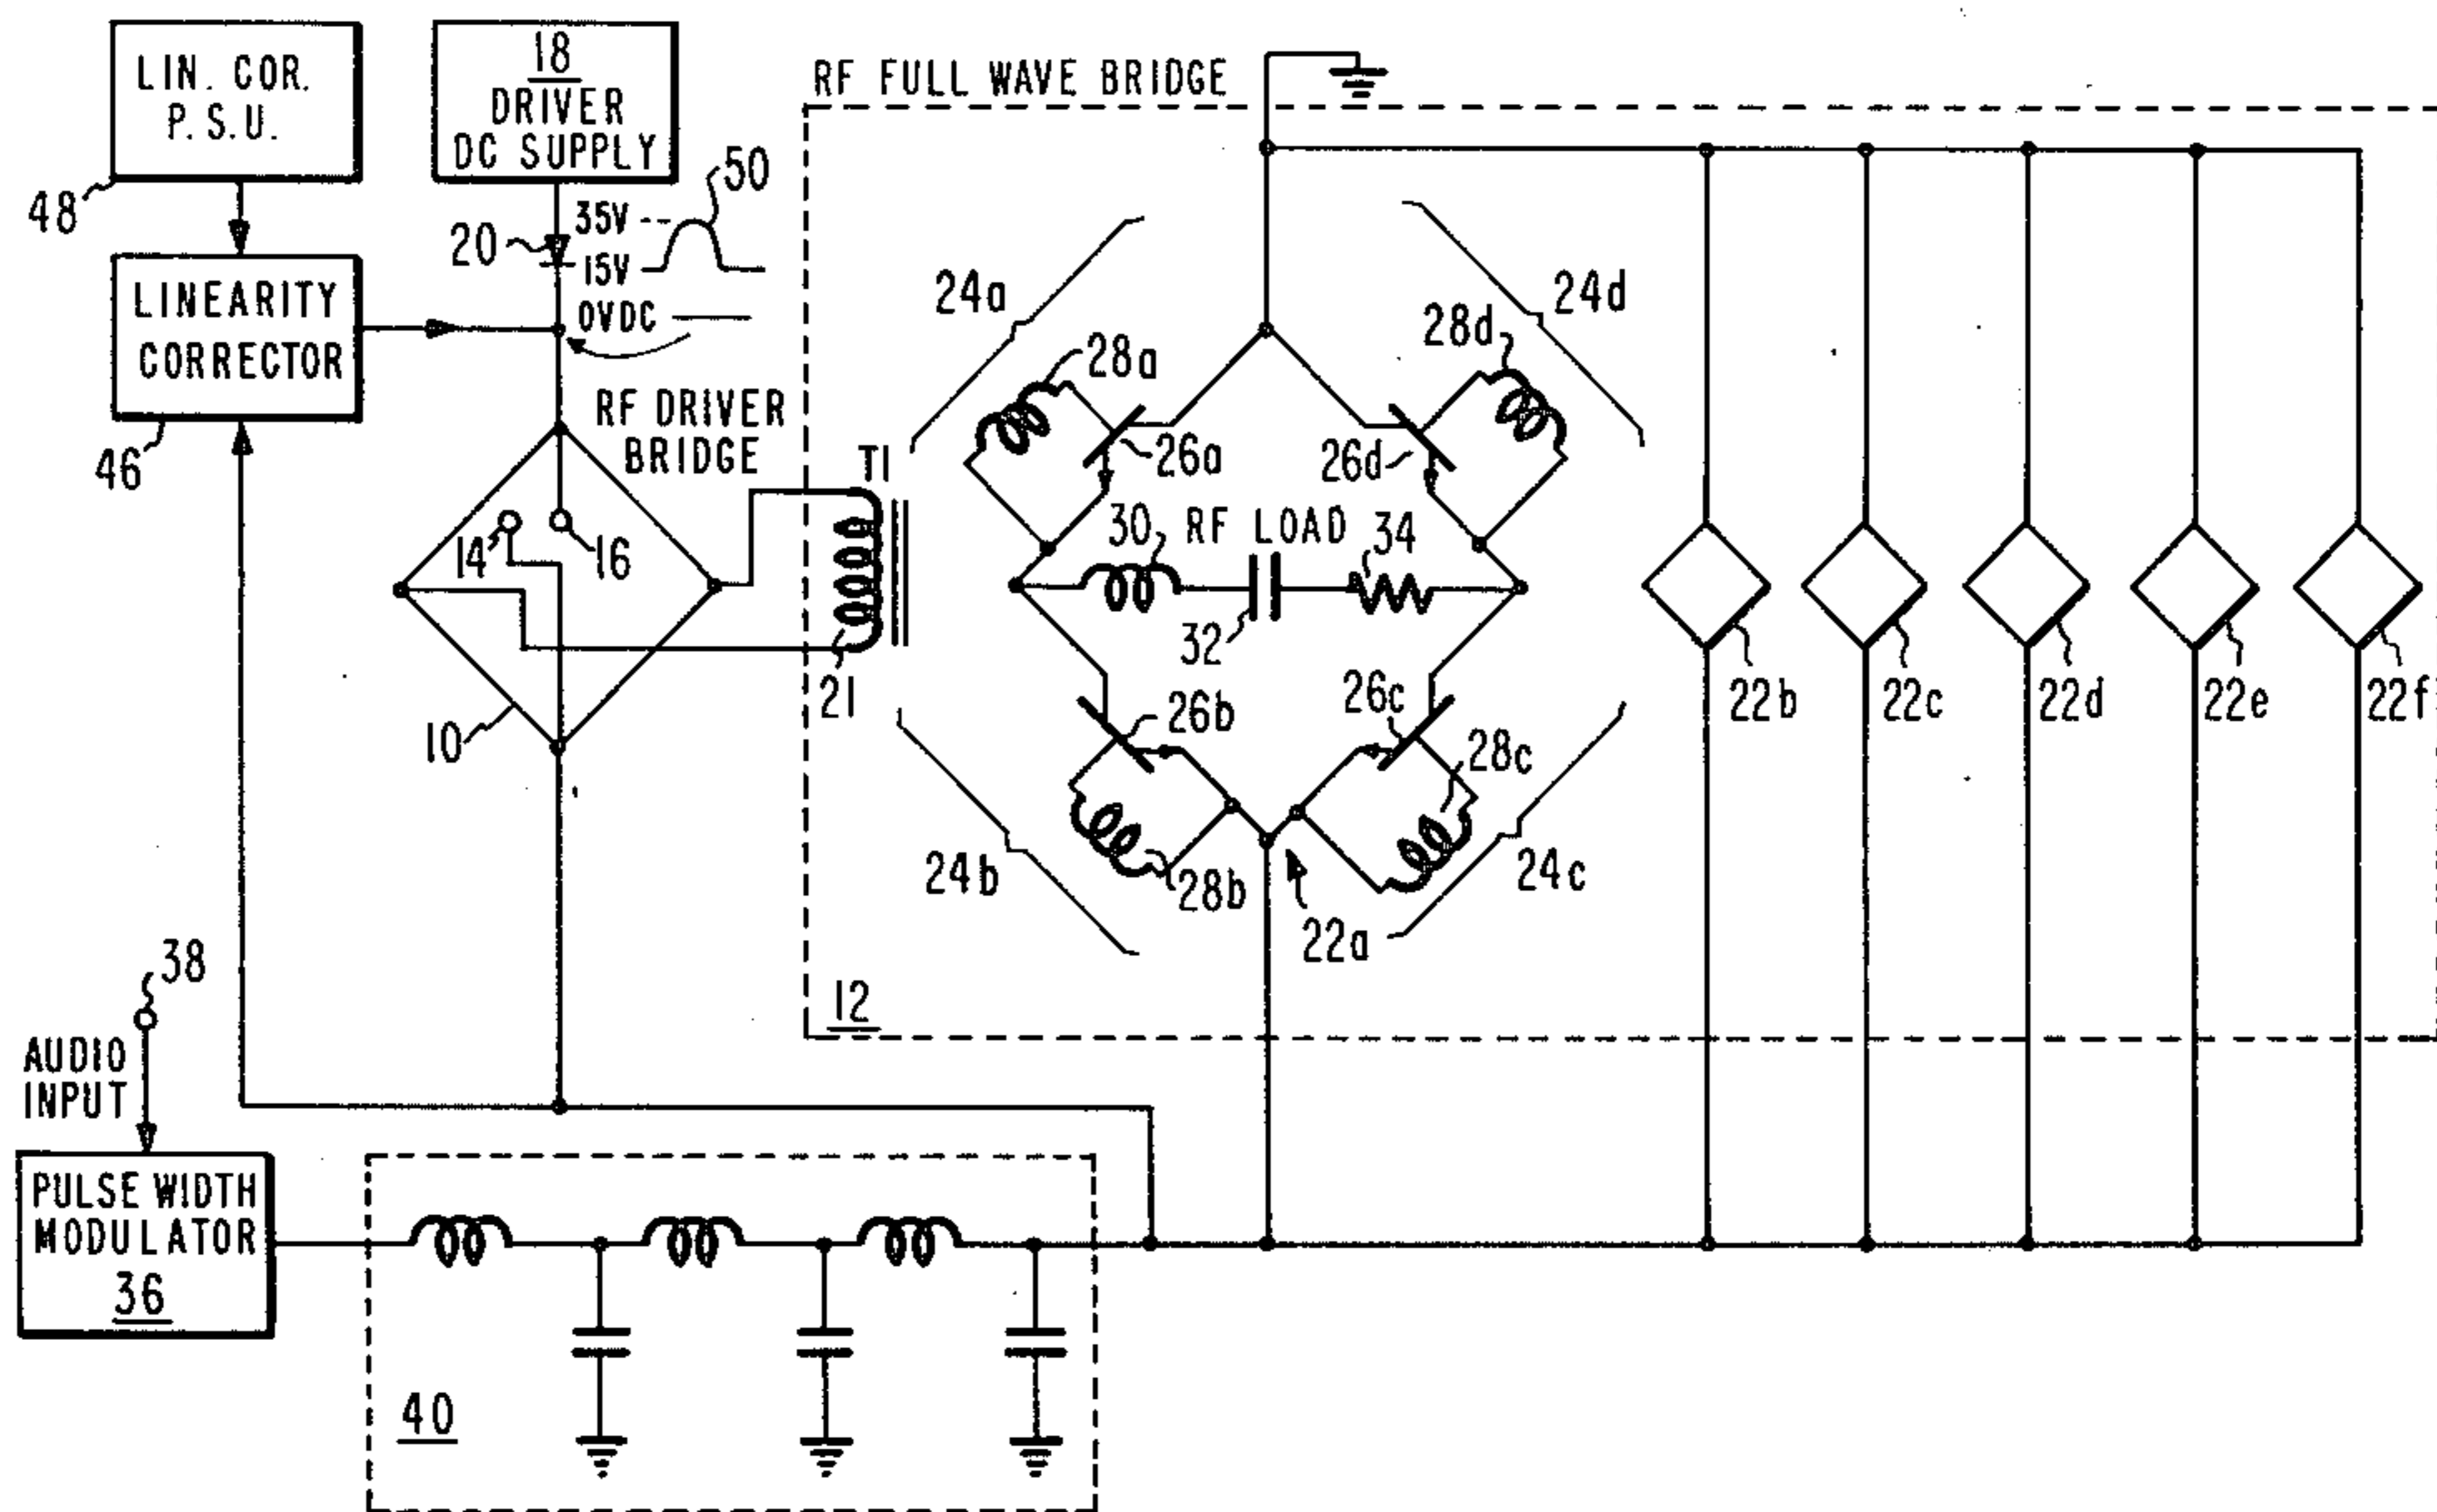 LIN. COR.
P.S.U.
48
18
DRIVER
DC SUPPLY
50
35V
20
15V
0VDC
LINEARITY
CORRECTOR
46
RF DRIVER
BRIDGE
14
16
10
T1
21
RF FULL WAVE BRIDGE
24a
24d
28a
28d
26a
26d
30
RF LOAD
34
32
26b
26c
28c
28b
24b
24c
22a
12
22b
22c
22d
22e
22f
38
AUDIO
INPUT
PULSE WIDTH
MODULATOR
36
40